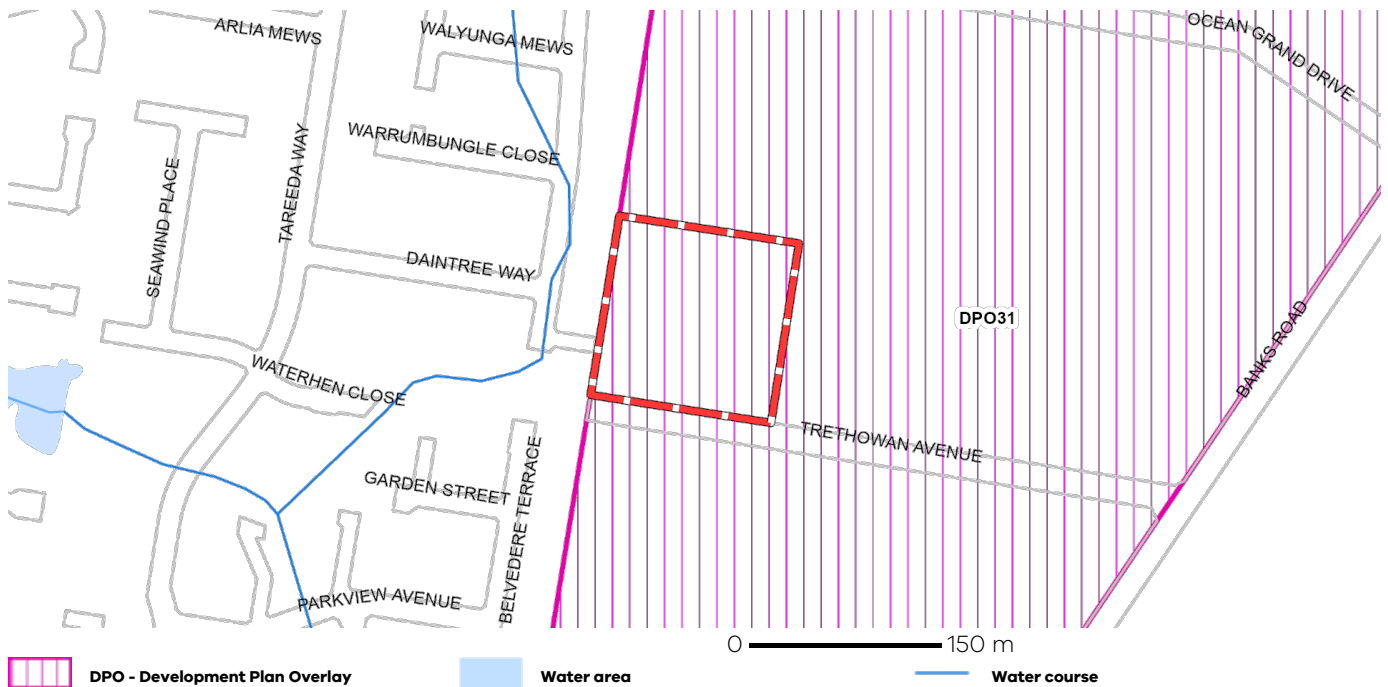 ARLIA MEWS
WALYUNGA MEWS
OCEAN GRAND DRIVE
WARRUMBUNGLE CLOSE
TAREEDA WAY
SEAWIND PLACE
DAINTREE WAY
DPO31
BANKS ROAD
WATERHEN CLOSE
TRETHOWAN AVENUE
GARDEN STREET
BELVEDERE TERRACE
PARKVIEW AVENUE
0 150 m
DPO - Development Plan Overlay
Water area
Water course